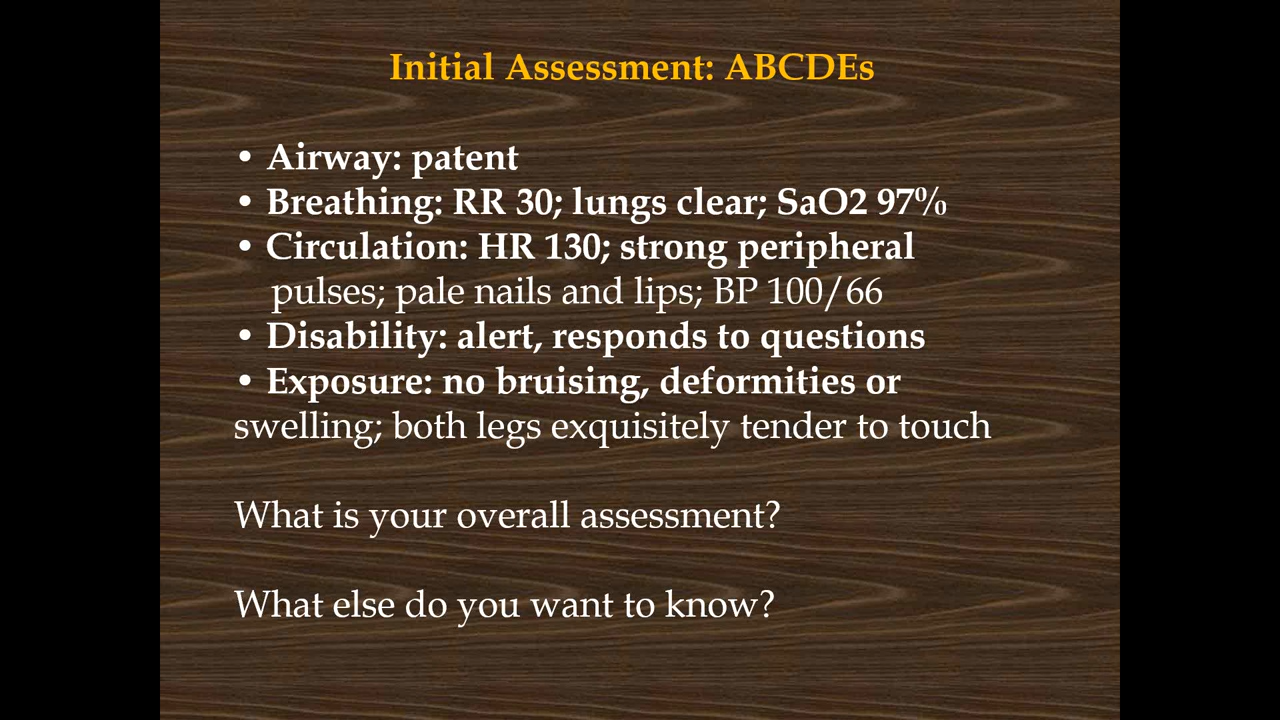 Initial Assessment: ABCDEs
• Airway: patent
• Breathing: RR 30; lungs clear; SaO2 97%
• Circulation: HR 130; strong peripheral
pulses; pale nails and lips; BP 100/66
• Disability: alert, responds to questions
• Exposure: no bruising, deformities or
swelling; both legs exquisitely tender to touch
What is your overall assessment?
What else do you want to know?